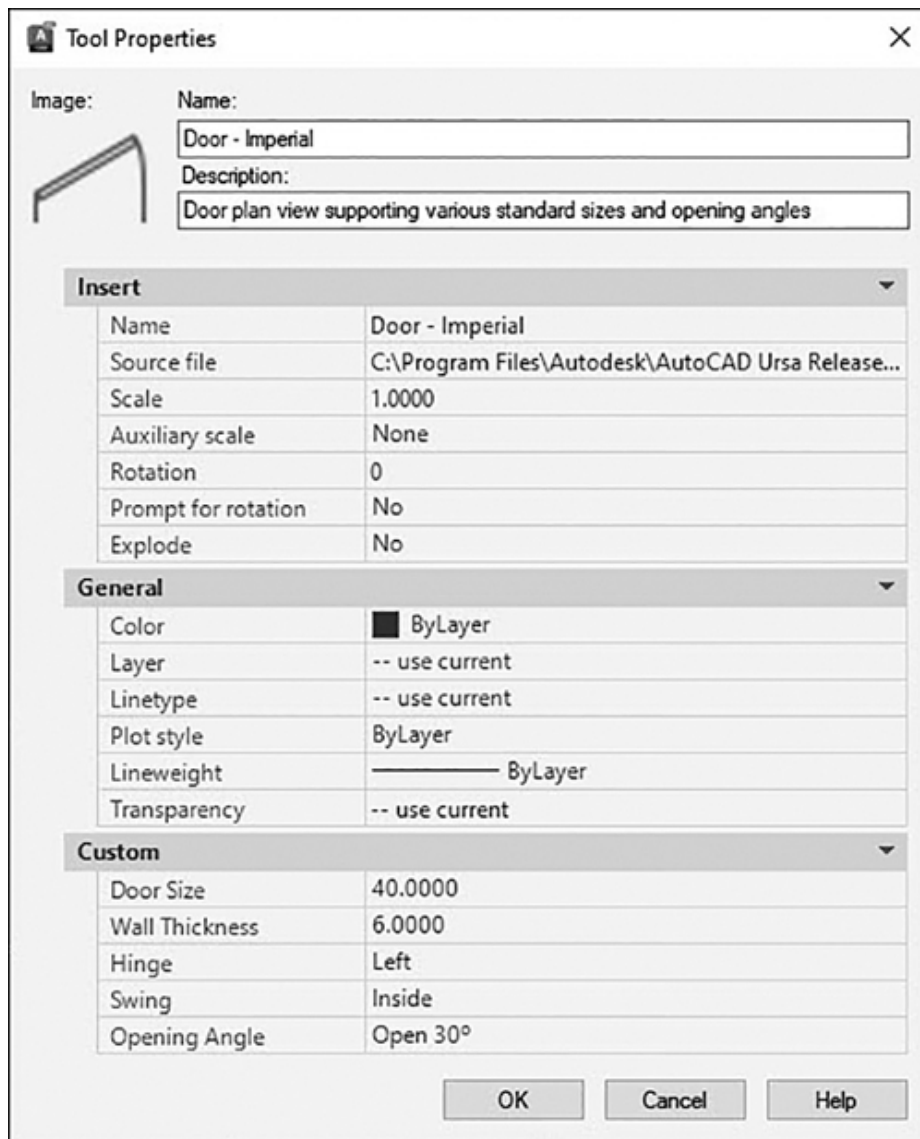 Tool Properties
Image:
Name:
Door - Imperial
Description:
Door plan view supporting various standard sizes and opening angles
Insert
Name Door - Imperial
Source file C:\Program Files\Autodesk\AutoCAD Ursa Release...
Scale 1.0000
Auxiliary scale None
Rotation 0
Prompt for rotation No
Explode No
General
Color ByLayer
Layer -- use current
Linetype -- use current
Plot style ByLayer
Lineweight ByLayer
Transparency -- use current
Custom
Door Size 40.0000
Wall Thickness 6.0000
Hinge Left
Swing Inside
Opening Angle Open 30º
OK Cancel Help